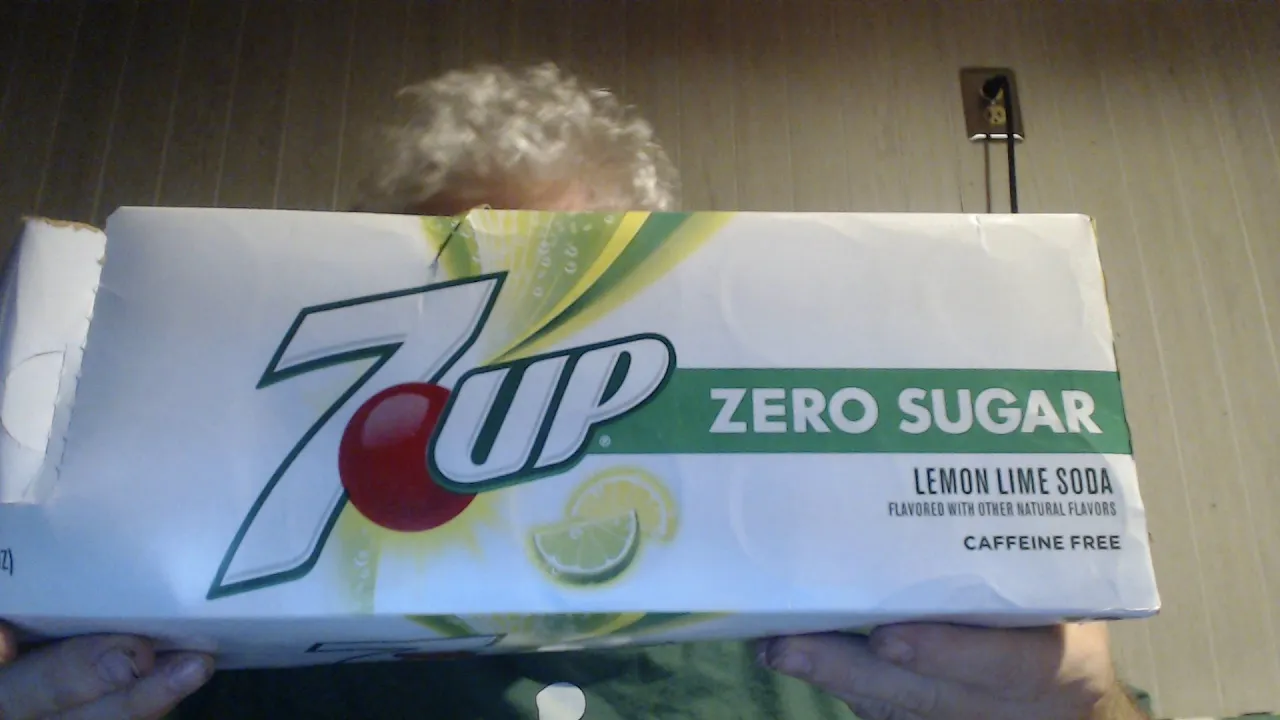 7UP®
ZERO SUGAR
LEMON LIME SODA
FLAVORED WITH OTHER NATURAL FLAVORS
CAFFEINE FREE